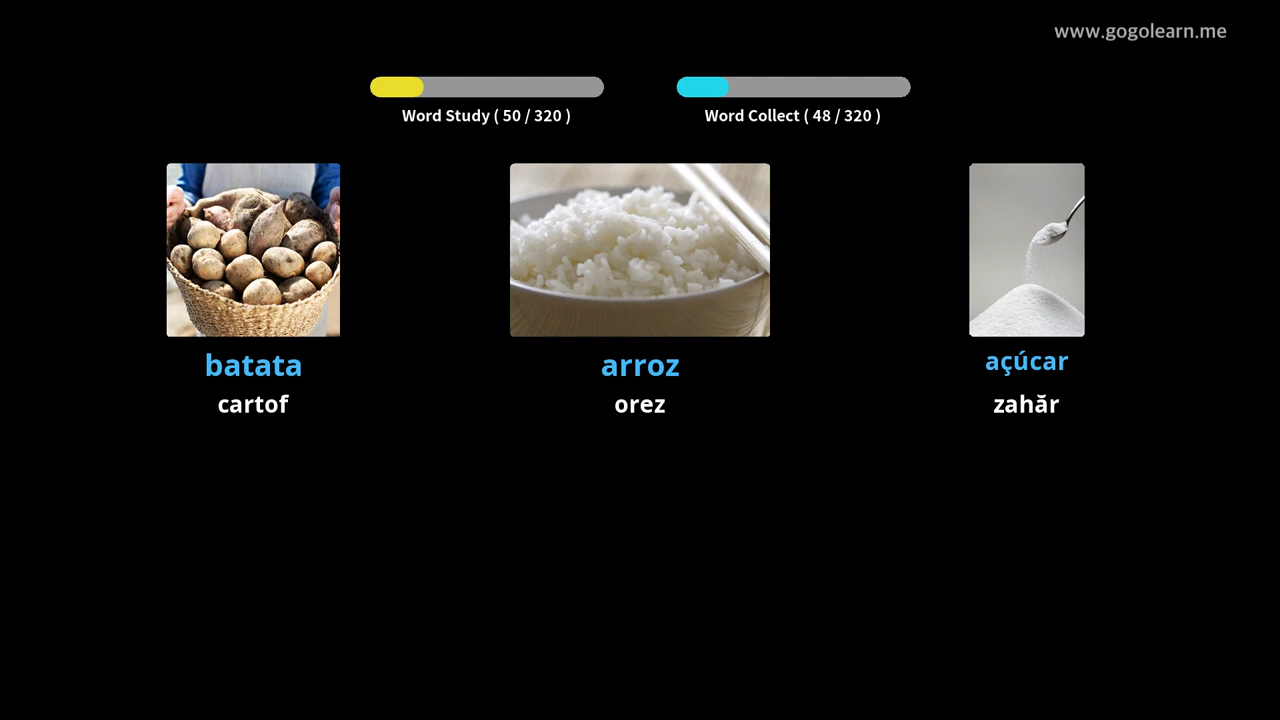 www.gogolearn.me
Word Study ( 50 / 320 )
Word Collect ( 48 / 320 )
batata
arroz
açúcar
cartof
orez
zahăr